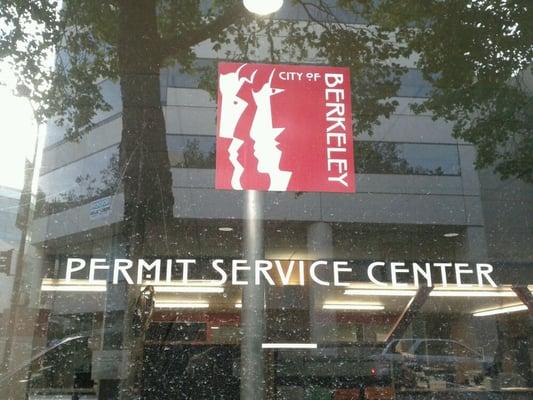 CITY OF
BERKELEY
PERMIT SERVICE CENTER